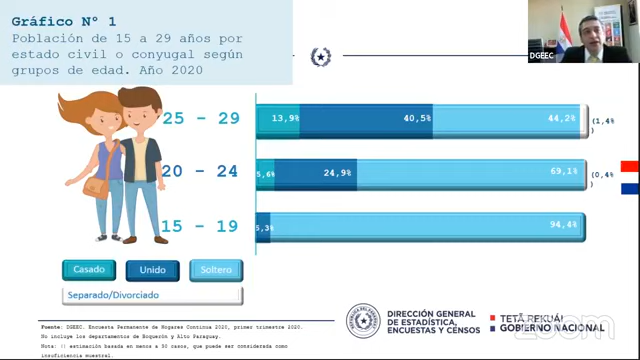 Gráfico Nº 1
Población de 15 a 29 años por
estado civil o conyugal según
grupos de edad. Año 2020
DGEEC
25 - 29
13,9%
40,5%
44,2%
(1,4%
)
20 - 24
5,6%
24,9%
69,1%
(0,4%
)
15 - 19
5,3%
94,4%
Casado
Unido
Soltero
Separado/Divorciado
Fuente: DGEEC. Encuesta Permanente de Hogares Continua 2020, primer trimestre 2020.
No incluye los departamentos de Boquerón y Alto Paraguay.
Nota: () estimación basada en menos a 30 casos, que puede ser considerada como
insuficiencia muestral.
DIRECCIÓN GENERAL
DE ESTADÍSTICA,
ENCUESTAS Y CENSOS
TETÃ REKUÁI
GOBIERNO NACIONAL
zoom